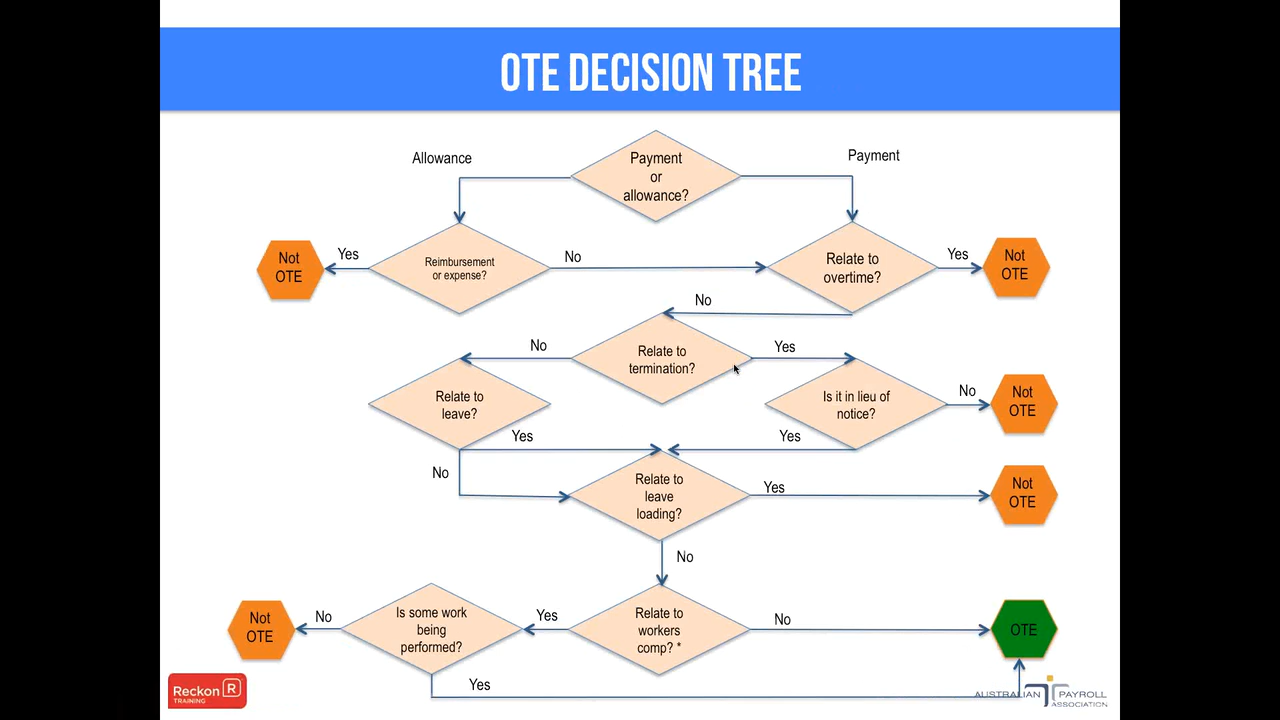 OTE DECISION TREE
Allowance
Payment
or
allowance?
Payment
Not
OTE
Yes
Reimbursement
or expense?
No
Relate to
overtime?
Yes
Not
OTE
No
No
Relate to
termination?
Yes
Relate to
leave?
Is it in lieu of
notice?
No
Not
OTE
Yes
Yes
No
Relate to
leave
loading?
Yes
Not
OTE
No
Not
OTE
No
Is some work
being
performed?
Yes
Relate to
workers
comp? *
No
OTE
Yes
Reckon R
TRAINING
AUSTRALIAN PAYROLL
ASSOCIATION